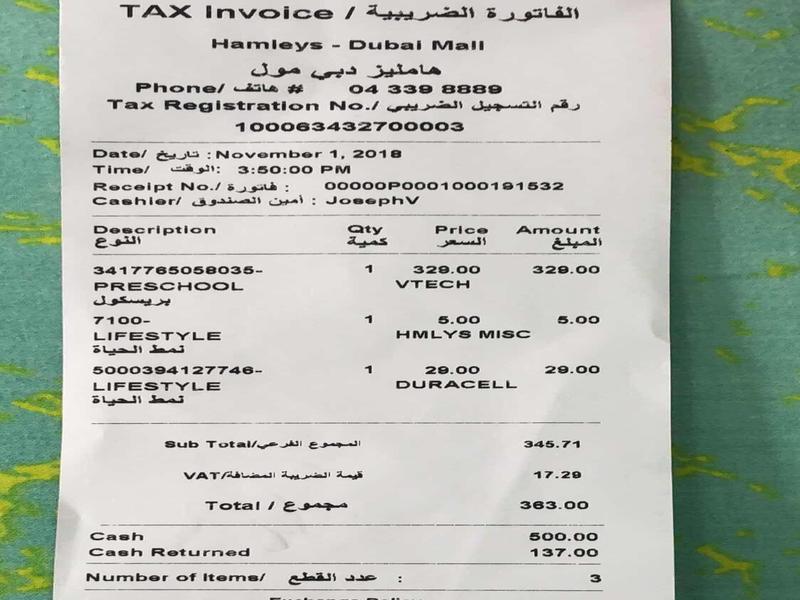 TAX Invoice / الفاتورة الضريبية
Hamleys - Dubai Mall
هامليز دبي مول
Phone/ هاتف # 04 339 8889
Tax Registration No./ رقم التسجيل الضريبي
100063432700003
Date/ تاريخ : November 1, 2018
Time/ الوقت: 3:50:00 PM
Receipt No./ فاتورة : 00000P0001000191532
Cashier/ أمين الصندوق : JosephV
Description Qty Price Amount
النوع كمية السعر المبلغ
3417765058035- 1 329.00 329.00
PRESCHOOL VTECH
بريسكول
7100- 1 5.00 5.00
LIFESTYLE HMLYS MISC
نمط الحياة
5000394127746- 1 29.00 29.00
LIFESTYLE DURACELL
نمط الحياة
Sub Total/المجموع الفرعي 345.71
VAT/قيمة الضريبة المضافة 17.29
Total / مجموع 363.00
Cash 500.00
Cash Returned 137.00
Number of Items/ عدد القطع : 3